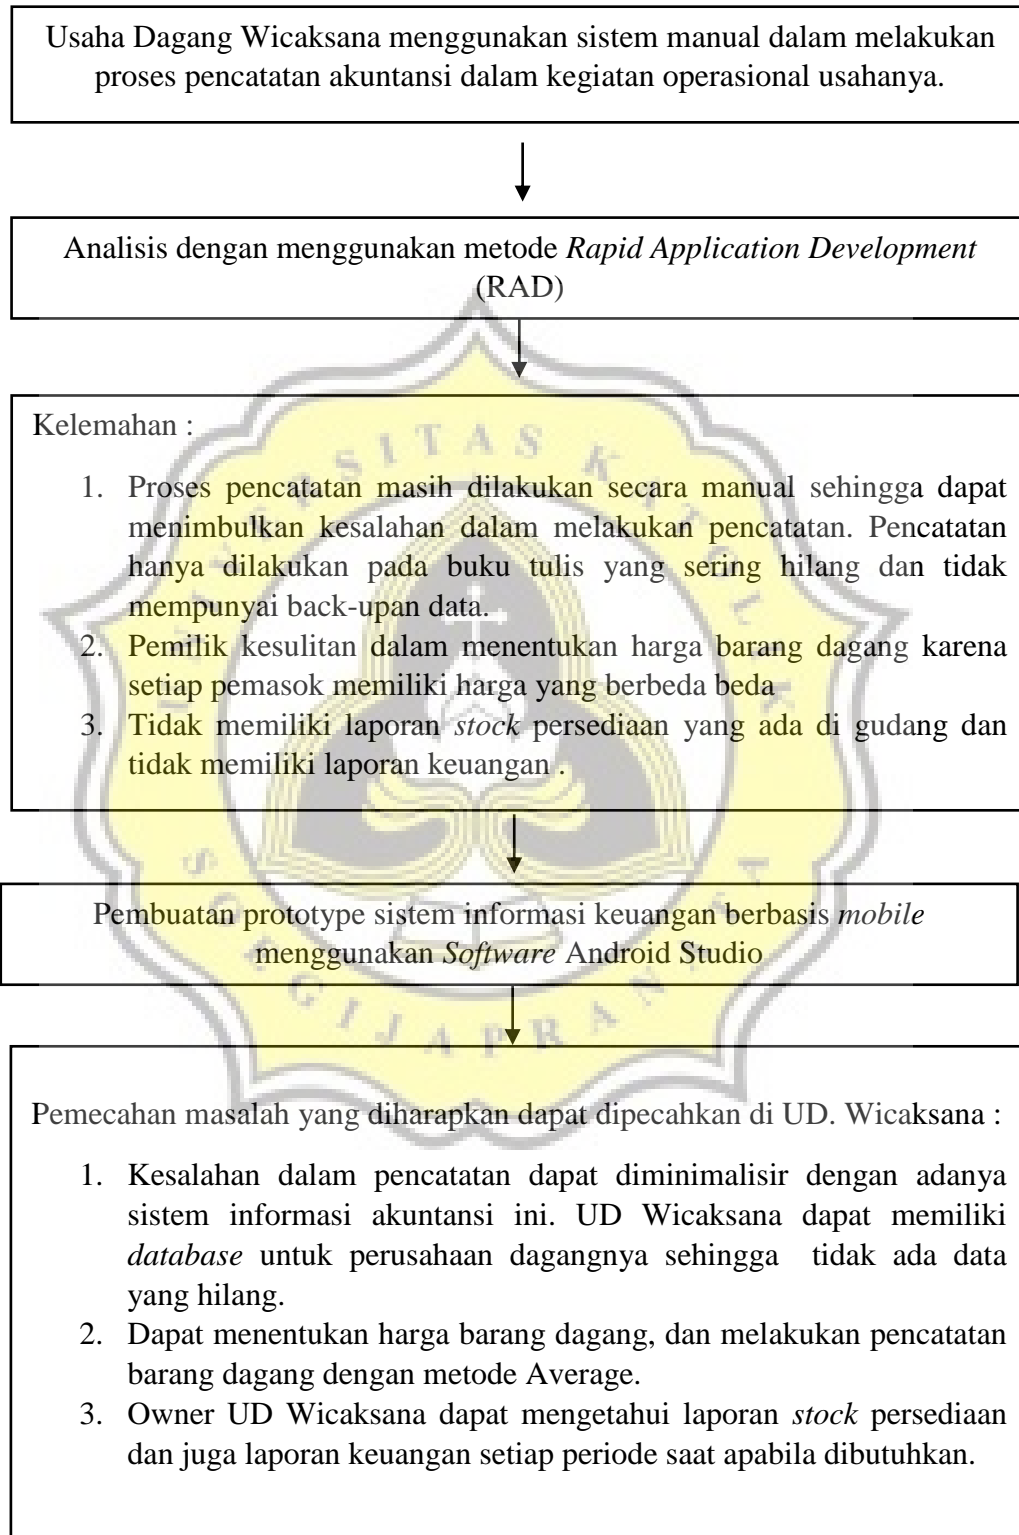 Usaha Dagang Wicaksana menggunakan sistem manual dalam melakukan
proses pencatatan akuntansi dalam kegiatan operasional usahanya.
Analisis dengan menggunakan metode Rapid Application Development
(RAD)
Kelemahan :
1. Proses pencatatan masih dilakukan secara manual sehingga dapat
menimbulkan kesalahan dalam melakukan pencatatan. Pencatatan
hanya dilakukan pada buku tulis yang sering hilang dan tidak
mempunyai back-upan data.
2. Pemilik kesulitan dalam menentukan harga barang dagang karena
setiap pemasok memiliki harga yang berbeda beda
3. Tidak memiliki laporan stock persediaan yang ada di gudang dan
tidak memiliki laporan keuangan .
Pembuatan prototype sistem informasi keuangan berbasis mobile
menggunakan Software Android Studio
Pemecahan masalah yang diharapkan dapat dipecahkan di UD. Wicaksana :
1. Kesalahan dalam pencatatan dapat diminimalisir dengan adanya
sistem informasi akuntansi ini. UD Wicaksana dapat memiliki
database untuk perusahaan dagangnya sehingga tidak ada data
yang hilang.
2. Dapat menentukan harga barang dagang, dan melakukan pencatatan
barang dagang dengan metode Average.
3. Owner UD Wicaksana dapat mengetahui laporan stock persediaan
dan juga laporan keuangan setiap periode saat apabila dibutuhkan.
UNIVERSITAS KATOLIK
SOEGIJAPRANATA